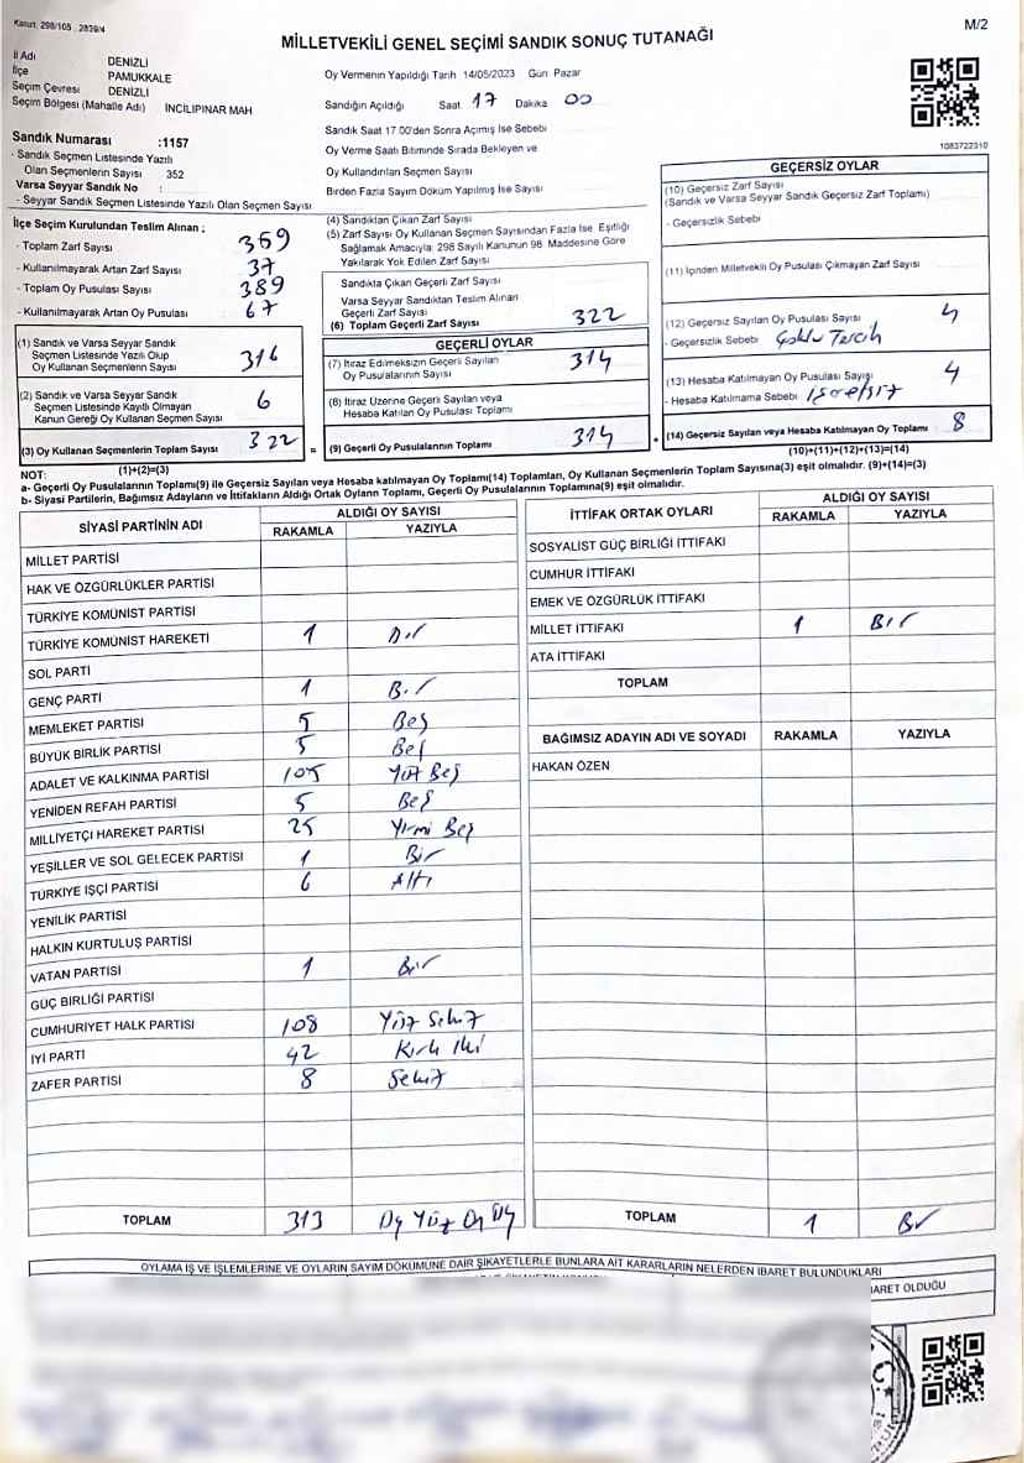 Kanun: 298/105, 2839/4
M/2
MİLLETVEKİLİ GENEL SEÇİMİ SANDIK SONUÇ TUTANAĞI
İl Adı DENİZLİ
İlçe PAMUKKALE
Seçim Çevresi DENİZLİ
Seçim Bölgesi (Mahalle Adı) İNCİLİPINAR MAH
Sandık Numarası :1157
- Sandık Seçmen Listesinde Yazılı
Olan Seçmenlerin Sayısı 352
Varsa Seyyar Sandık No :
- Seyyar Sandık Seçmen Listesinde Yazılı Olan Seçmen Sayısı
Oy Vermenin Yapıldığı Tarih 14/05/2023 Gün Pazar
Sandığın Açıldığı Saat 17 Dakika 00
Sandık Saat 17.00'den Sonra Açımış İse Sebebi
Oy Verme Saati Bitiminde Sırada Bekleyen ve
Oy Kullandırılan Seçmen Sayısı
Birden Fazla Sayım Döküm Yapılmış İse Sayısı
1083722310
İlçe Seçim Kurulundan Teslim Alınan ;
- Toplam Zarf Sayısı 359
- Kullanılmayarak Artan Zarf Sayısı 37
- Toplam Oy Pusulası Sayısı 389
- Kullanılmayarak Artan Oy Pusulası 67
(1) Sandık ve Varsa Seyyar Sandık
Seçmen Listesinde Yazılı Olup
Oy Kullanan Seçmenlerin Sayısı 316
(2) Sandık ve Varsa Seyyar Sandık
Seçmen Listesinde Kayıtlı Olmayan
Kanun Gereği Oy Kullanan Seçmen Sayısı 6
(3) Oy Kullanan Seçmenlerin Toplam Sayısı 322
(1)+(2)=(3)
(4) Sandıktan Çıkan Zarf Sayısı
(5) Zarf Sayısı Oy Kullanan Seçmen Sayısından Fazla İse Eşitliği
Sağlamak Amacıyla 298 Sayılı Kanunun 98. Maddesine Göre
Yakılarak Yok Edilen Zarf Sayısı
Sandıkta Çıkan Geçerli Zarf Sayısı
Varsa Seyyar Sandıktan Teslim Alınan
Geçerli Zarf Sayısı
(6) Toplam Geçerli Zarf Sayısı 322
GEÇERLİ OYLAR
(7) İtiraz Edilmeksizin Geçerli Sayılan
Oy Pusulalarının Sayısı 314
(8) İtiraz Üzerine Geçerli Sayılan veya
Hesaba Katılan Oy Pusulası Toplamı
= (9) Geçerli Oy Pusulalarının Toplamı 314
GEÇERSİZ OYLAR
(10) Geçersiz Zarf Sayısı
(Sandık ve Varsa Seyyar Sandık Geçersiz Zarf Toplamı)
- Geçersizlik Sebebi
(11) İçinden Milletvekili Oy Pusulası Çıkmayan Zarf Sayısı
(12) Geçersiz Sayılan Oy Pusulası Sayısı 4
- Geçersizlik Sebebi Çoklu Tercih
(13) Hesaba Katılmayan Oy Pusulası Sayısı 4
- Hesaba Katılmama Sebebi İşaretsiz
(14) Geçersiz Sayılan veya Hesaba Katılmayan Oy Toplamı 8
(10)+(11)+(12)+(13)=(14)
NOT:
a- Geçerli Oy Pusulalarının Toplamı(9) ile Geçersiz Sayılan veya Hesaba katılmayan Oy Toplamı(14) Toplamları, Oy Kullanan Seçmenlerin Toplam Sayısına(3) eşit olmalıdır. (9)+(14)=(3)
b- Siyasi Partilerin, Bağımsız Adayların ve İttifakların Aldığı Ortak Oyların Toplamı, Geçerli Oy Pusulalarının Toplamına(9) eşit olmalıdır.
SİYASİ PARTİNİN ADI ALDIĞI OY SAYISI
RAKAMLA YAZIYLA
MİLLET PARTİSİ
HAK VE ÖZGÜRLÜKLER PARTİSİ
TÜRKİYE KOMÜNİST PARTİSİ
TÜRKİYE KOMÜNİST HAREKETİ 1 Bir
SOL PARTİ
GENÇ PARTİ 1 Bir
MEMLEKET PARTİSİ 5 Beş
BÜYÜK BİRLİK PARTİSİ 5 Beş
ADALET VE KALKINMA PARTİSİ 105 Yüz Beş
YENİDEN REFAH PARTİSİ 5 Beş
MİLLİYETÇİ HAREKET PARTİSİ 25 Yirmi Beş
YEŞİLLER VE SOL GELECEK PARTİSİ 1 Bir
TÜRKİYE İŞÇİ PARTİSİ 6 Altı
YENİLİK PARTİSİ
HALKIN KURTULUŞ PARTİSİ
VATAN PARTİSİ 1 Bir
GÜÇ BİRLİĞİ PARTİSİ
CUMHURİYET HALK PARTİSİ 108 Yüz Sekiz
İYİ PARTİ 42 Kırk İki
ZAFER PARTİSİ 8 Sekiz
TOPLAM 313 Üç Yüz On Üç
İTTİFAK ORTAK OYLARI ALDIĞI OY SAYISI
RAKAMLA YAZIYLA
SOSYALİST GÜÇ BİRLİĞİ İTTİFAKI
CUMHUR İTTİFAKI
EMEK VE ÖZGÜRLÜK İTTİFAKI
MİLLET İTTİFAKI 1 Bir
ATA İTTİFAKI
TOPLAM
BAĞIMSIZ ADAYIN ADI VE SOYADI RAKAMLA YAZIYLA
HAKAN ÖZEN
TOPLAM 1 Bir
OYLAMA İŞ VE İŞLEMLERİNE VE OYLARIN SAYIM DÖKÜMÜNE DAİR ŞİKAYETLERLE BUNLARA AİT KARARLARIN NELERDEN İBARET BULUNDUKLARI
İBARET OLDUĞU